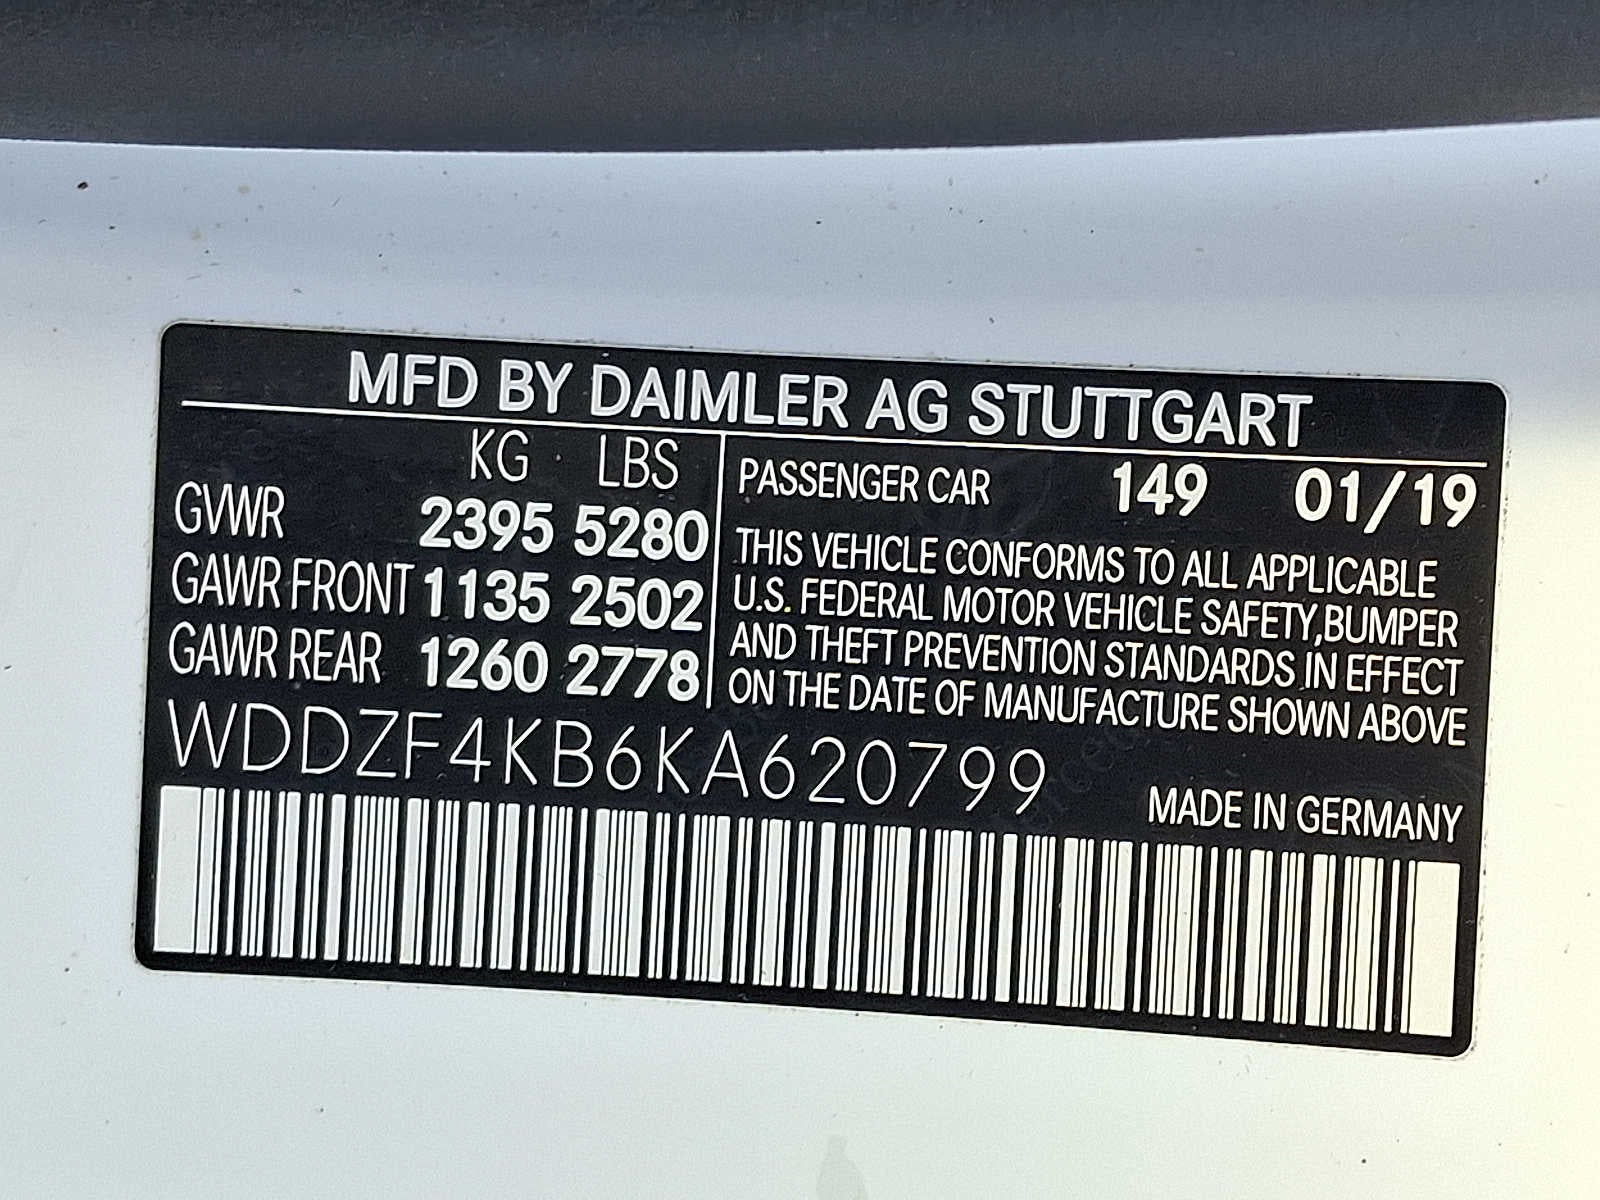 MFD BY DAIMLER AG STUTTGART
KG LBS
GVWR 2395 5280
GAWR FRONT 1135 2502
GAWR REAR 1260 2778
PASSENGER CAR 149 01/19
THIS VEHICLE CONFORMS TO ALL APPLICABLE
U.S. FEDERAL MOTOR VEHICLE SAFETY,BUMPER
AND THEFT PREVENTION STANDARDS IN EFFECT
ON THE DATE OF MANUFACTURE SHOWN ABOVE
WDDZF4KB6KA620799
MADE IN GERMANY